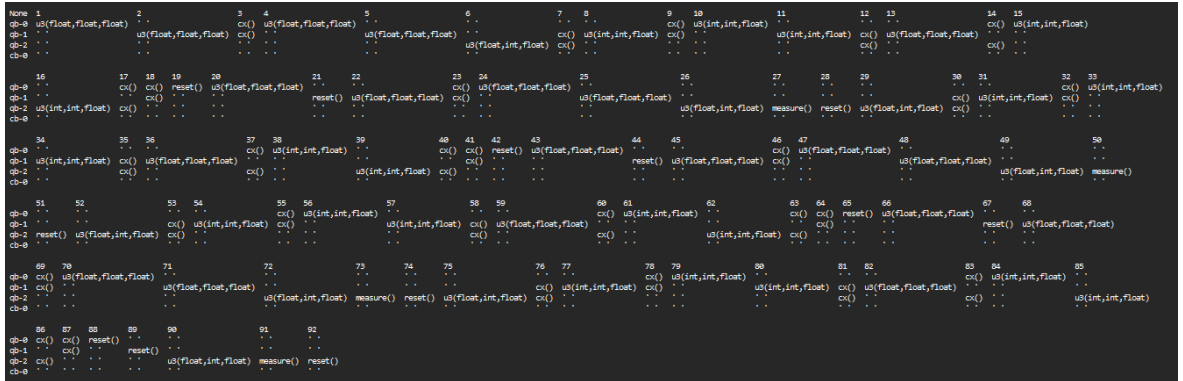 None 1 2 3 4 5 6 7 8 9 10 11 12 13 14 15
qb-0 u3(float,float,float) · · cx() u3(float,float,float) · · · · · · · · cx() u3(int,int,float) · · · · · · cx() u3(int,int,float)
qb-1 · · u3(float,float,float) cx() · · u3(float,float,float) · · cx() u3(int,int,float) cx() · · u3(int,int,float) cx() u3(float,float,float) · · · ·
qb-2 · · · · · · · · · · u3(float,int,float) cx() · · · · · · · · cx() · · cx() · ·
cb-0 · · · · · · · · · · · · · · · · · · · · · · · · · · · · · ·
16 17 18 19 20 21 22 23 24 25 26 27 28 29 30 31 32 33
qb-0 · · cx() cx() reset() u3(float,float,float) · · · · cx() u3(float,float,float) · · · · · · · · · · · · · · cx() u3(int,int,float)
qb-1 · · · · cx() · · · · reset() u3(float,float,float) cx() · · u3(float,float,float) · · · · · · · · cx() u3(int,int,float) cx() · ·
qb-2 u3(int,int,float) cx() · · · · · · · · · · · · · · · · u3(float,int,float) measure() reset() u3(float,int,float) cx() · · · · · ·
cb-0 · · · · · · · · · · · · · · · · · · · · · · · · · · · · · · · · · · · ·
34 35 36 37 38 39 40 41 42 43 44 45 46 47 48 49 50
qb-0 · · · · · · cx() u3(int,int,float) · · cx() cx() reset() u3(float,float,float) · · · · cx() u3(float,float,float) · · · · · ·
qb-1 u3(int,int,float) cx() u3(float,float,float) · · · · · · · · cx() · · · · reset() u3(float,float,float) cx() · · u3(float,float,float) · · · ·
qb-2 · · cx() · · cx() · · u3(int,int,float) cx() · · · · · · · · · · · · · · · · u3(float,int,float) measure()
cb-0 · · · · · · · · · · · · · · · · · · · · · · · · · · · · · · · · · ·
51 52 53 54 55 56 57 58 59 60 61 62 63 64 65 66 67 68
qb-0 · · · · · · · · cx() u3(int,int,float) · · · · · · cx() u3(int,int,float) · · cx() cx() reset() u3(float,float,float) · · · ·
qb-1 · · · · cx() u3(int,int,float) cx() · · u3(int,int,float) cx() u3(float,float,float) · · · · · · · · cx() · · · · reset() u3(float,float,float)
qb-2 reset() u3(float,int,float) cx() · · · · · · · · cx() · · cx() · · u3(int,int,float) cx() · · · · · · · · · ·
cb-0 · · · · · · · · · · · · · · · · · · · · · · · · · · · · · · · · · · · ·
69 70 71 72 73 74 75 76 77 78 79 80 81 82 83 84 85
qb-0 cx() u3(float,float,float) · · · · · · · · · · · · · · cx() u3(int,int,float) · · · · · · cx() u3(int,int,float) · ·
qb-1 cx() · · u3(float,float,float) · · · · · · · · cx() u3(int,int,float) cx() · · u3(int,int,float) cx() u3(float,float,float) · · · · · ·
qb-2 · · · · · · u3(float,int,float) measure() reset() u3(float,int,float) cx() · · · · · · · · cx() · · cx() · · u3(int,int,float)
cb-0 · · · · · · · · · · · · · · · · · · · · · · · · · · · · · · · · · ·
86 87 88 89 90 91 92
qb-0 cx() cx() reset() · · · · · · · ·
qb-1 · · cx() · · reset() · · · · · ·
qb-2 cx() · · · · · · u3(float,int,float) measure() reset()
cb-0 · · · · · · · · · · · · · ·